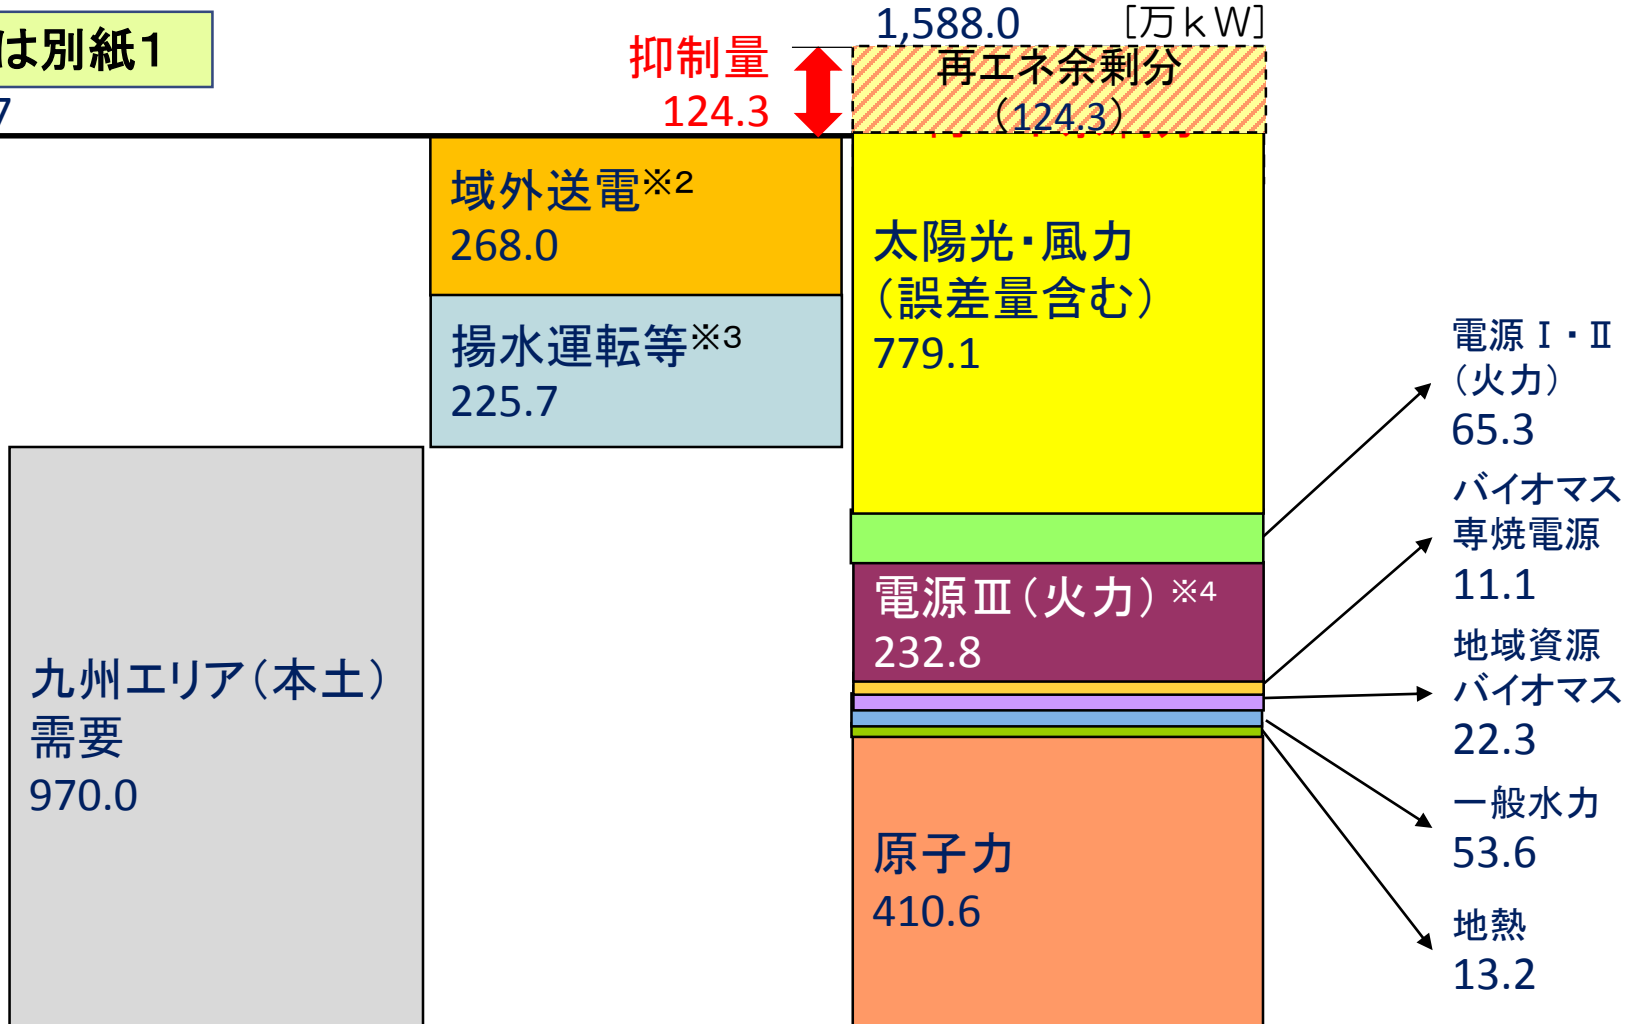 は別紙1
7
抑制量
124.3
1,588.0
[万kW]
再エネ余剰分
(124.3)
域外送電※2
268.0
揚水運転等※3
225.7
九州エリア(本土)
需要
970.0
太陽光・風力
(誤差量含む)
779.1
電源Ⅲ(火力)※4
232.8
原子力
410.6
電源Ⅰ・Ⅱ
(火力)
65.3
バイオマス
専焼電源
11.1
地域資源
バイオマス
22.3
一般水力
53.6
地熱
13.2